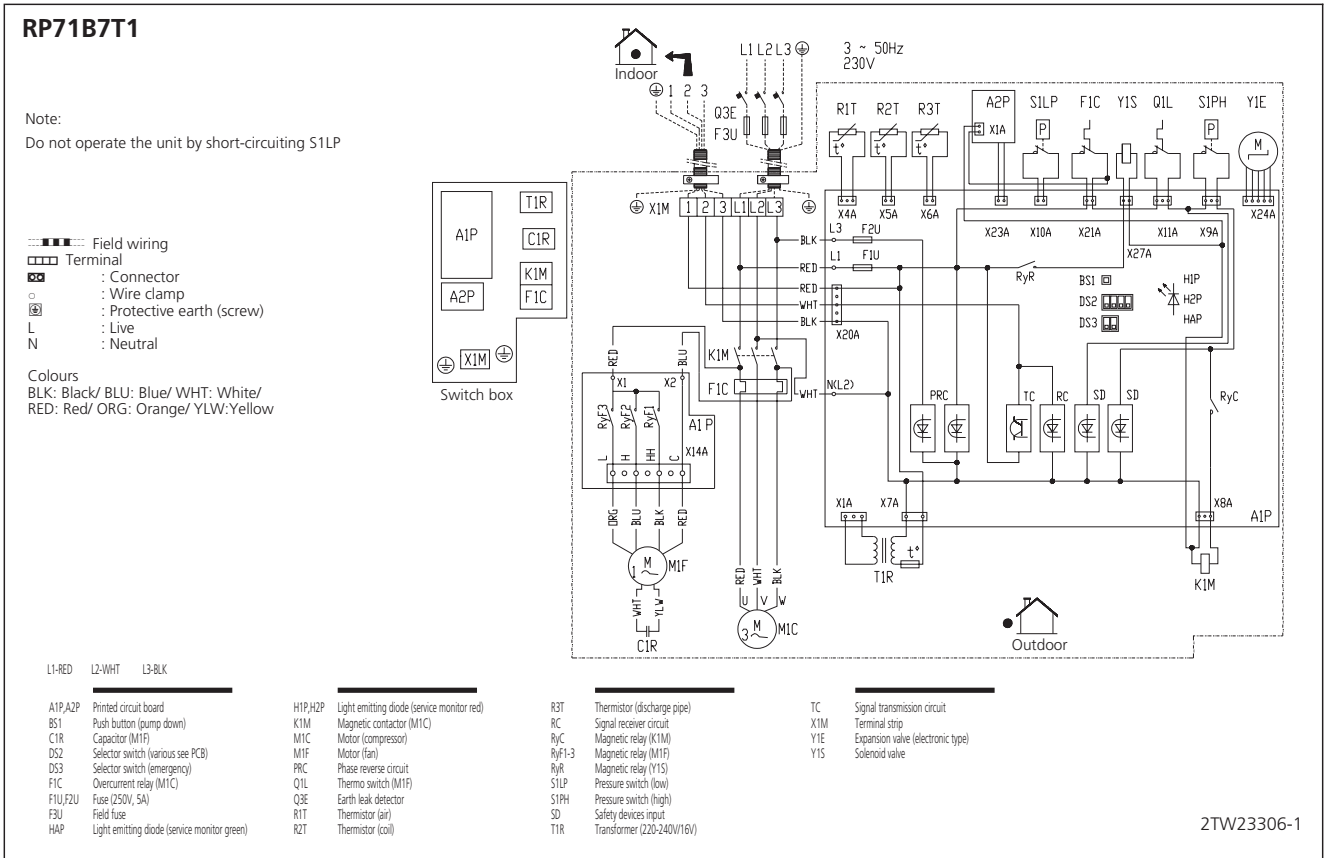 RP71B7T1
Note:
Do not operate the unit by short-circuiting S1LP
Field wiring
Terminal
: Connector
: Wire clamp
: Protective earth (screw)
L : Live
N : Neutral
Colours
BLK: Black/ BLU: Blue/ WHT: White/
RED: Red/ ORG: Orange/ YLW:Yellow
A1P
A2P
T1R
C1R
K1M
F1C
X1M
Switch box
Indoor
1 2 3
L1 L2 L3
3 ~ 50Hz
230V
Q3E
F3U
X1M 1 2 3 L1 L2 L3
R1T R2T R3T A2P S1LP F1C Y1S Q1L S1PH Y1E
X1A
P
P
M
t° t° t°
X4A X5A X6A X23A X10A X21A X27A X11A X9A X24A
BLK L3 F2U
RED L1 F1U
RED
WHT
BLK
X20A
WHT N(L2)
RyR
BS1
DS2
DS3
H1P
H2P
HAP
RED
BLU
K1M
F1C
X1 X2
RyF3 RyF2 RyF1
A1P
X14A
L H HH C
ORG BLU BLK RED
M
1 ~
M1F
WHT YLW
C1R
RED WHT BLK
U V W
M
3 ~
M1C
PRC TC RC SD SD
RyC
X1A X7A
X8A
A1P
t°
T1R
K1M
Outdoor
L1-RED L2-WHT L3-BLK
A1P,A2P Printed circuit board
BS1 Push button (pump down)
C1R Capacitor (M1F)
DS2 Selector switch (various see PCB)
DS3 Selector switch (emergency)
F1C Overcurrent relay (M1C)
F1U,F2U Fuse (250V, 5A)
F3U Field fuse
HAP Light emitting diode (service monitor green)
H1P,H2P Light emitting diode (service monitor red)
K1M Magnetic contactor (M1C)
M1C Motor (compressor)
M1F Motor (fan)
PRC Phase reverse circuit
Q1L Thermo switch (M1F)
Q3E Earth leak detector
R1T Thermistor (air)
R2T Thermistor (coil)
R3T Thermistor (discharge pipe)
RC Signal receiver circuit
RyC Magnetic relay (K1M)
RyF1-3 Magnetic relay (M1F)
RyR Magnetic relay (Y1S)
S1LP Pressure switch (low)
S1PH Pressure switch (high)
SD Safety devices input
T1R Transformer (220-240V/16V)
TC Signal transmission circuit
X1M Terminal strip
Y1E Expansion valve (electronic type)
Y1S Solenoid valve
2TW23306-1